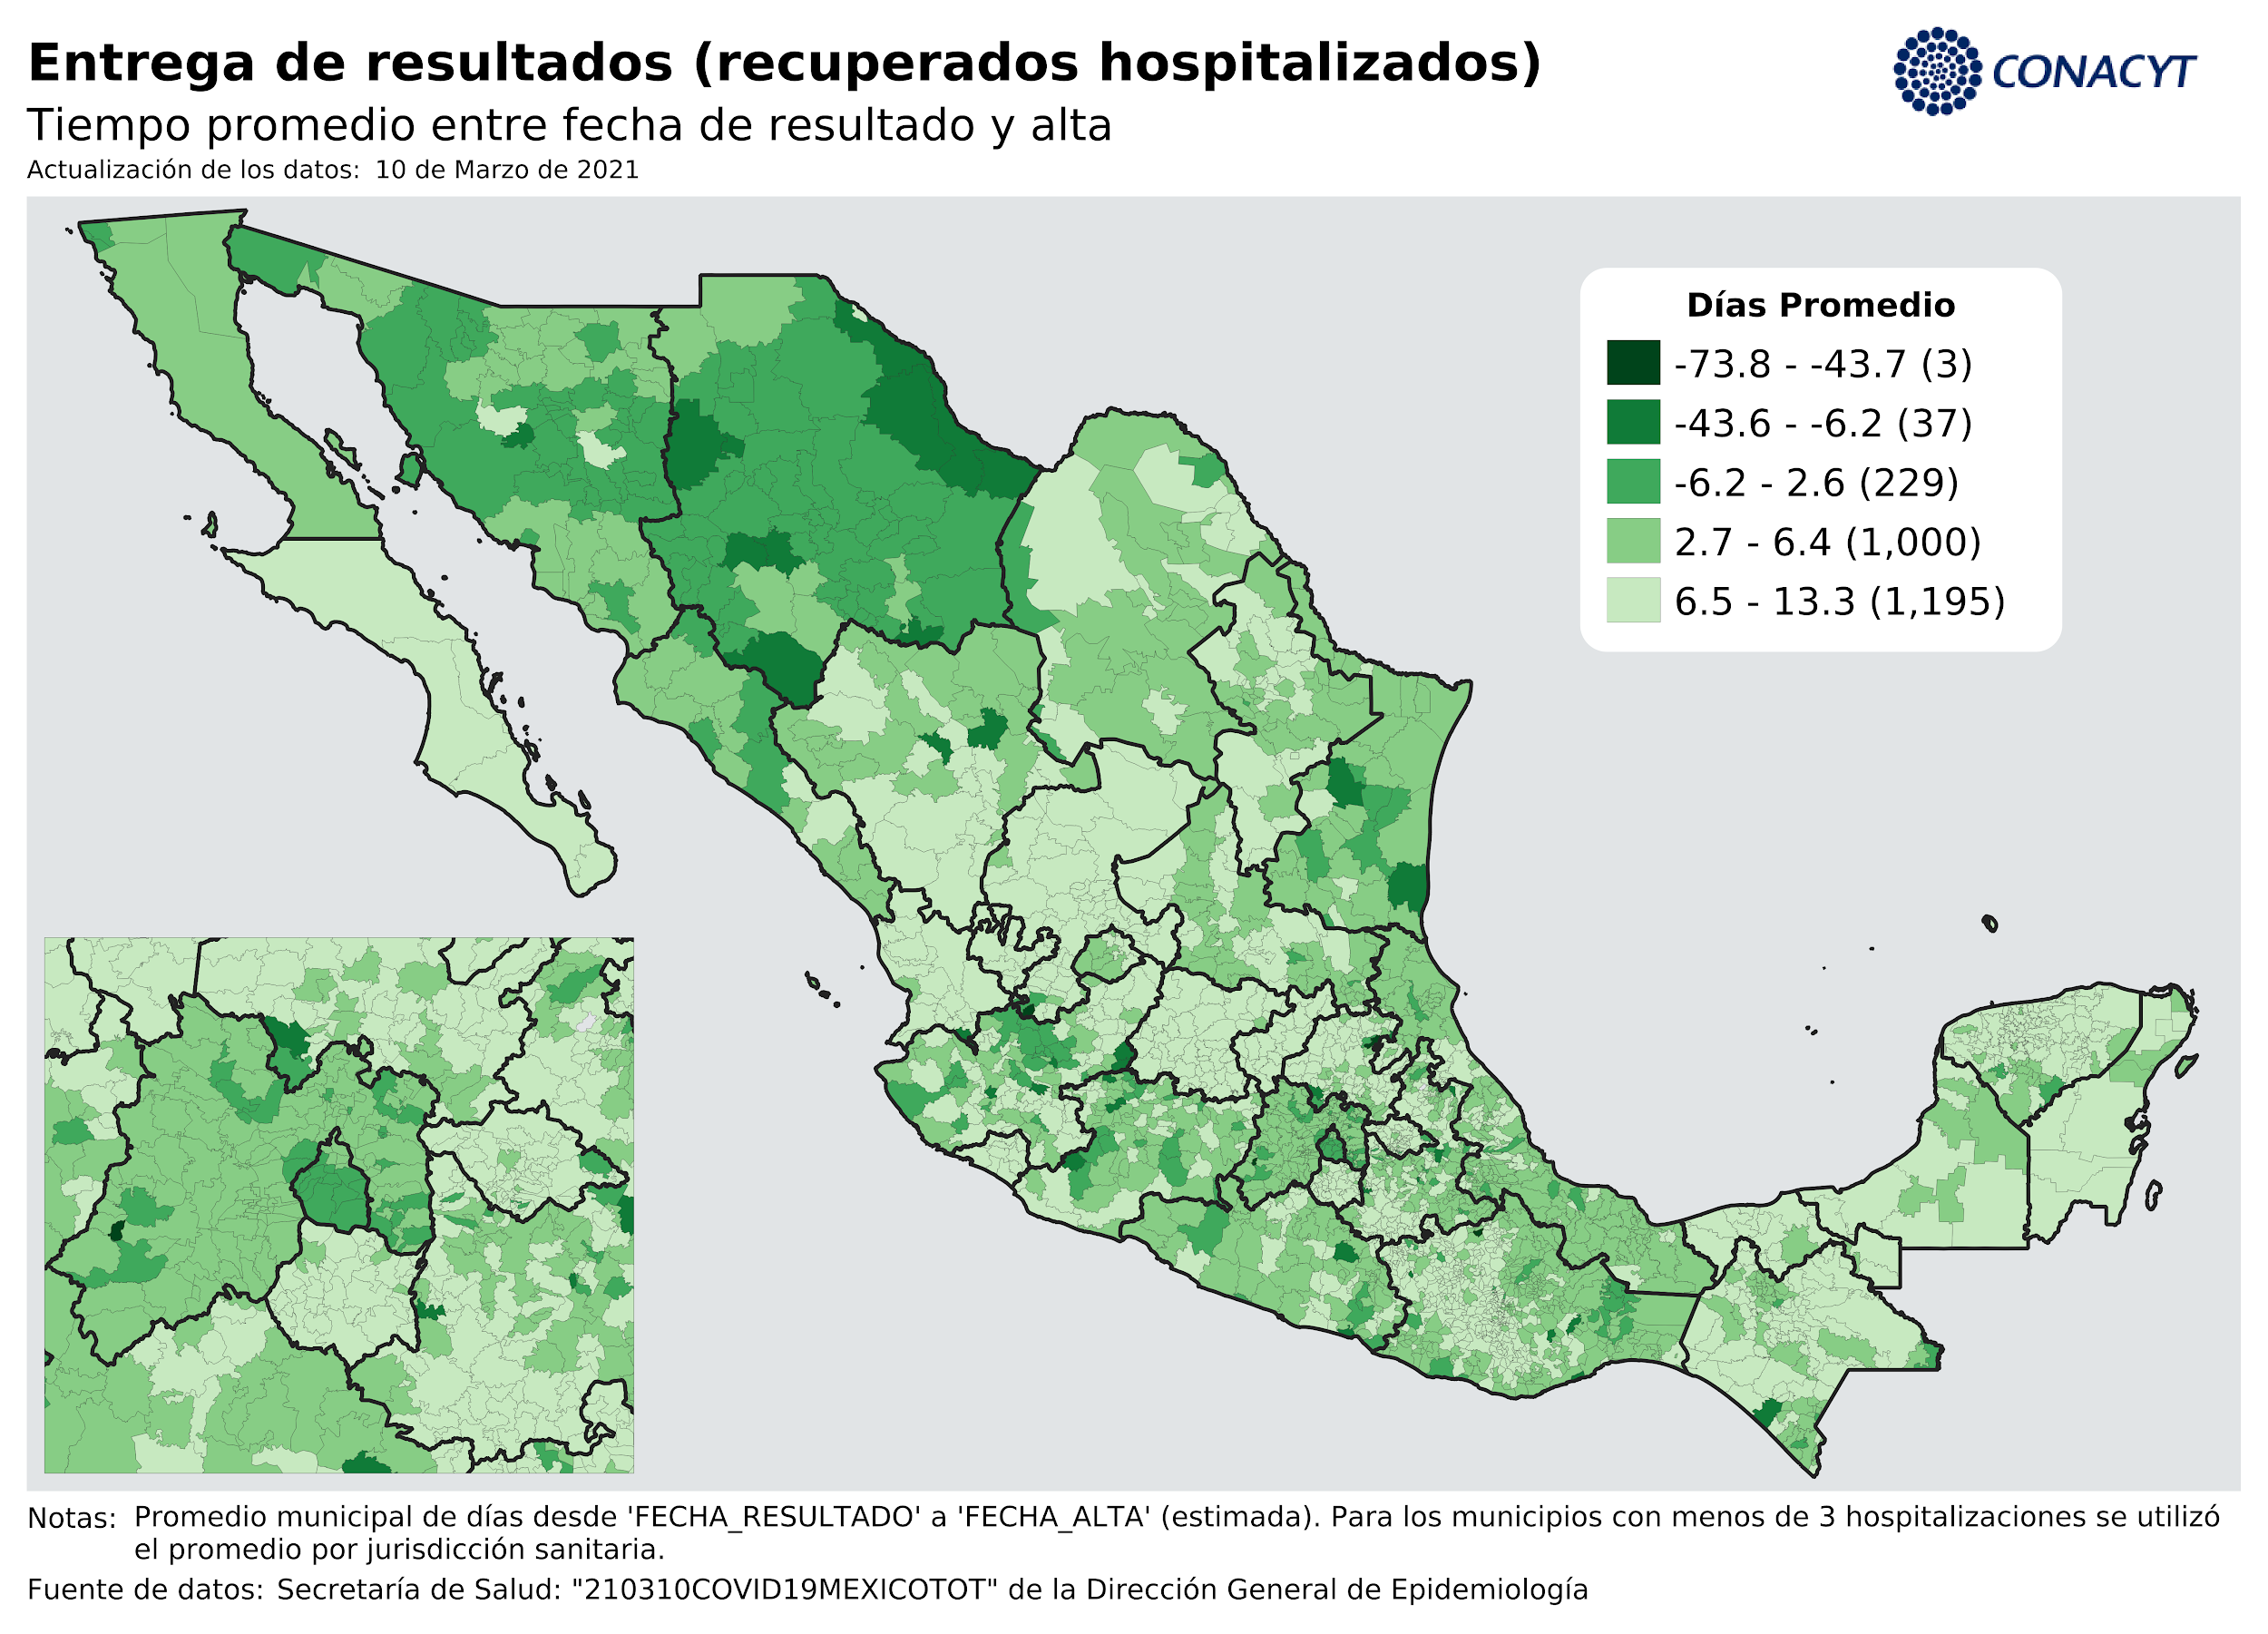 Entrega de resultados (recuperados hospitalizados)
CONACYT
Tiempo promedio entre fecha de resultado y alta
Actualización de los datos: 10 de Marzo de 2021
Días Promedio
-73.8 - -43.7 (3)
-43.6 - -6.2 (37)
-6.2 - 2.6 (229)
2.7 - 6.4 (1,000)
6.5 - 13.3 (1,195)
Notas: Promedio municipal de días desde 'FECHA_RESULTADO' a 'FECHA_ALTA' (estimada). Para los municipios con menos de 3 hospitalizaciones se utilizó
el promedio por jurisdicción sanitaria.
Fuente de datos: Secretaría de Salud: "210310COVID19MEXICOTOT" de la Dirección General de Epidemiología